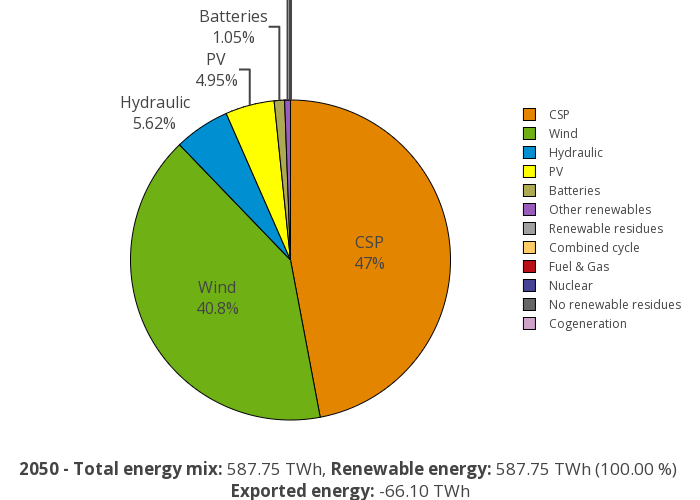 Batteries
1.05%
PV
4.95%
Hydraulic
5.62%
CSP
47%
Wind
40.8%
CSP
Wind
Hydraulic
PV
Batteries
Other renewables
Renewable residues
Combined cycle
Fuel & Gas
Nuclear
No renewable residues
Cogeneration
2050 - Total energy mix: 587.75 TWh, Renewable energy: 587.75 TWh (100.00 %)
Exported energy: -66.10 TWh